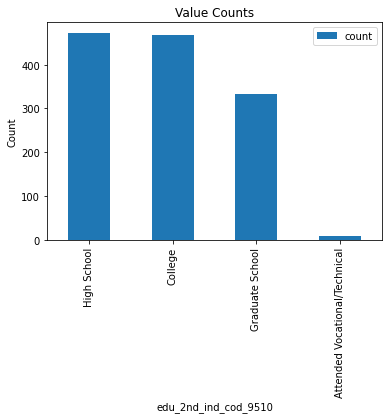 Value Counts
count
Count
400
300
200
100
0
High School
College
Graduate School
Attended Vocational/Technical
edu_2nd_ind_cod_9510